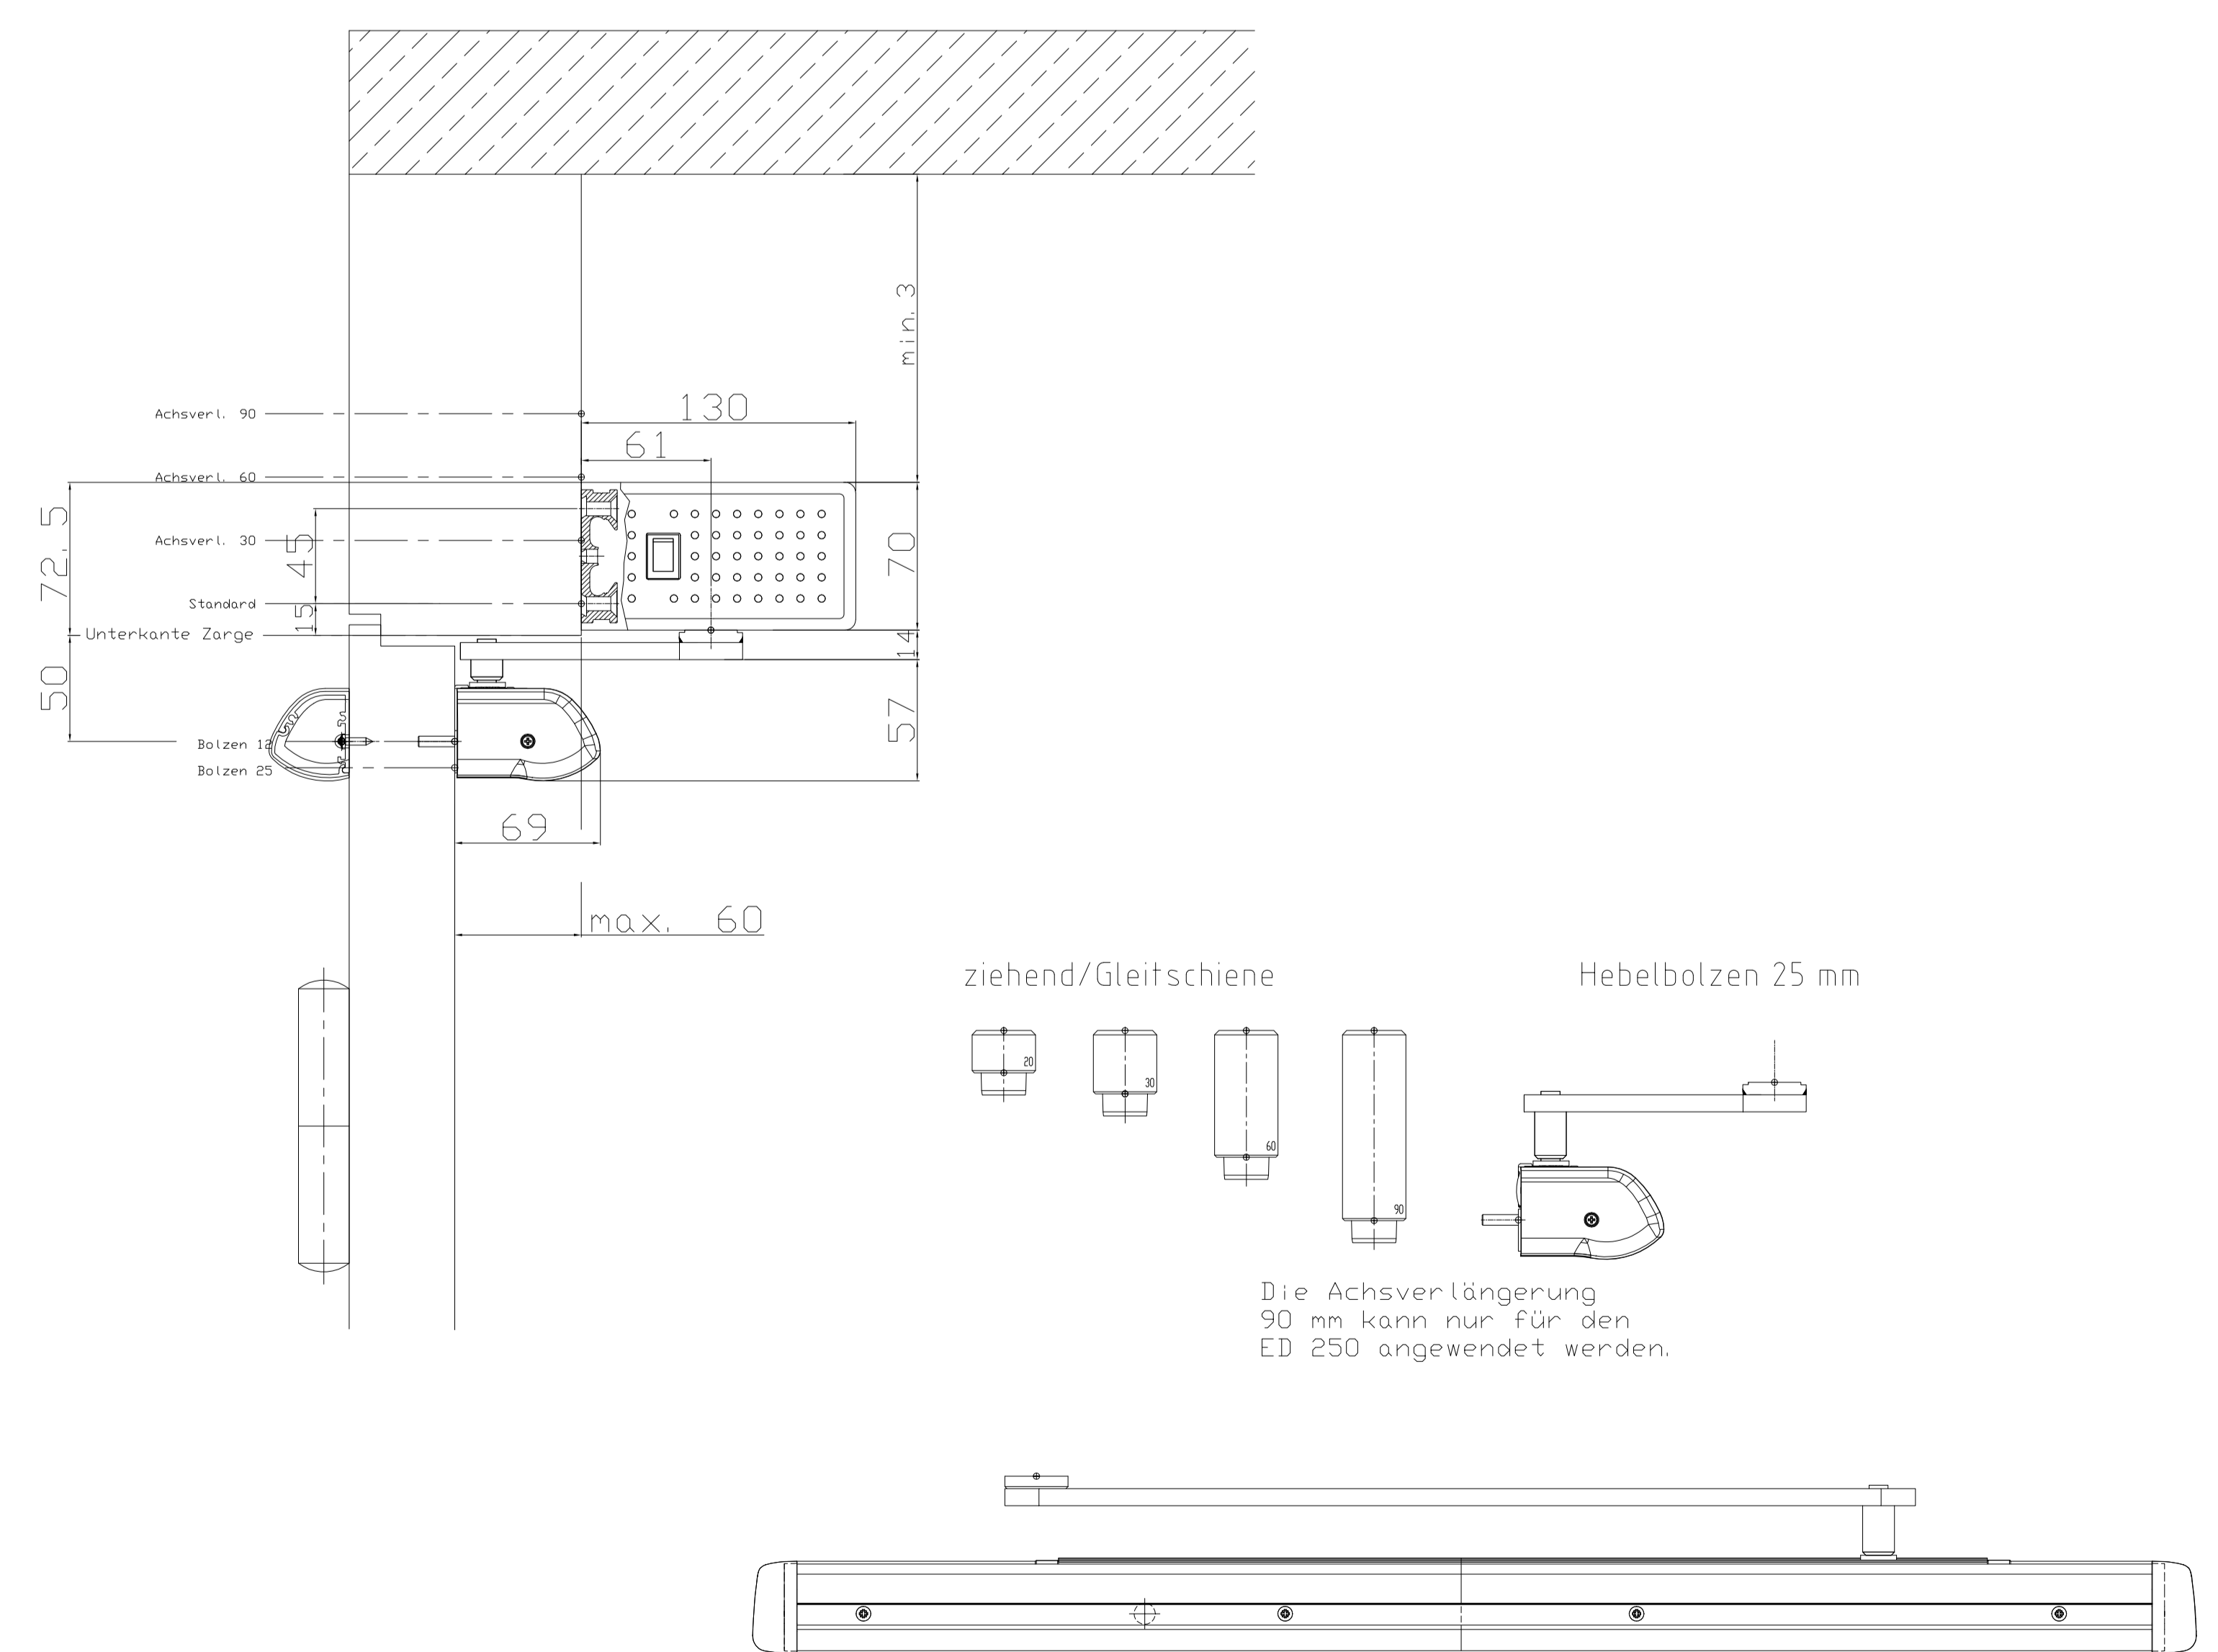 min. 3
Achsverl. 90
130
61
Achsverl. 60
72.5
45
Achsverl. 30
70
Standard
15
Unterkante Zarge
14
50
57
Bolzen 12
Bolzen 25
69
max. 60
ziehend/Gleitschiene
Hebelbolzen 25 mm
20
30
60
90
Die Achsverlängerung
90 mm kann nur für den
ED 250 angewendet werden.